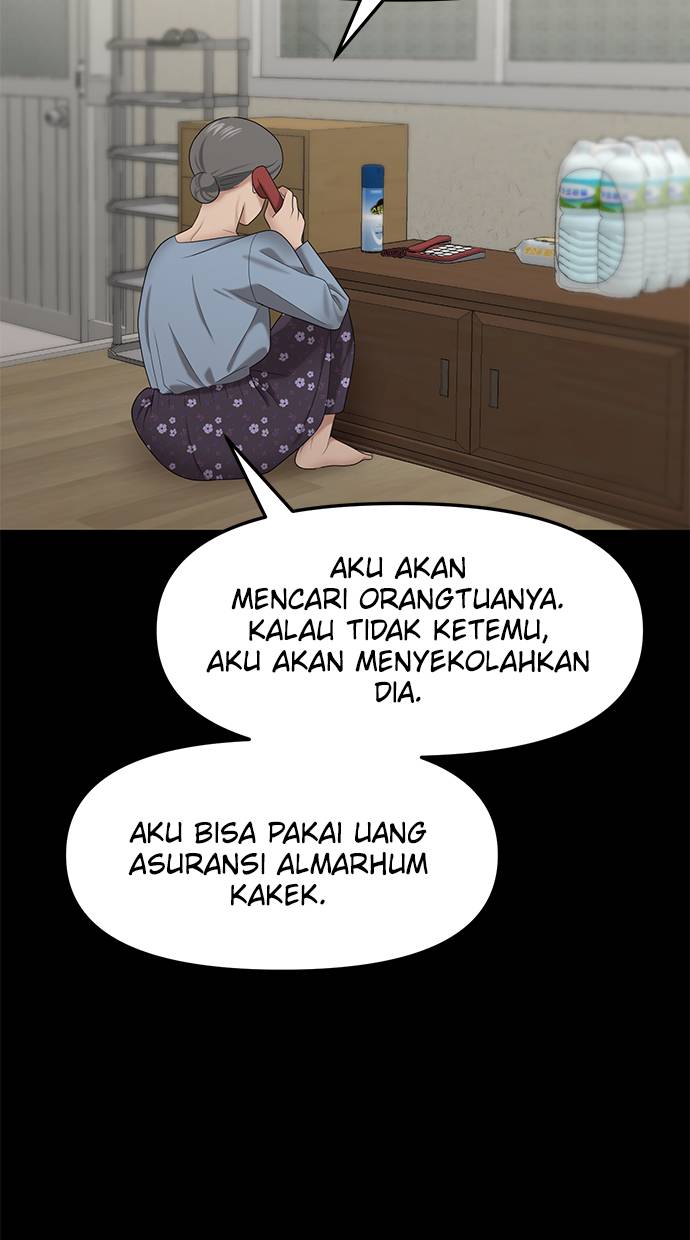 AKU AKAN
MENCARI ORANGTUANYA.
KALAU TIDAK KETEMU,
AKU AKAN MENYEKOLAHKAN
DIA.
AKU BISA PAKAI UANG
ASURANSI ALMARHUM
KAKEK.